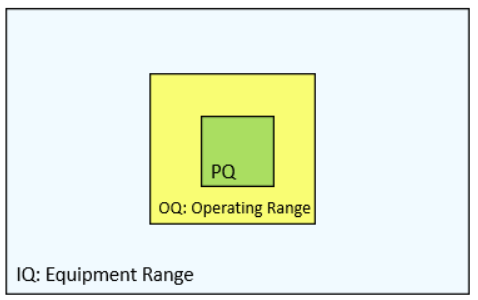 PQ
OQ: Operating Range
IQ: Equipment Range